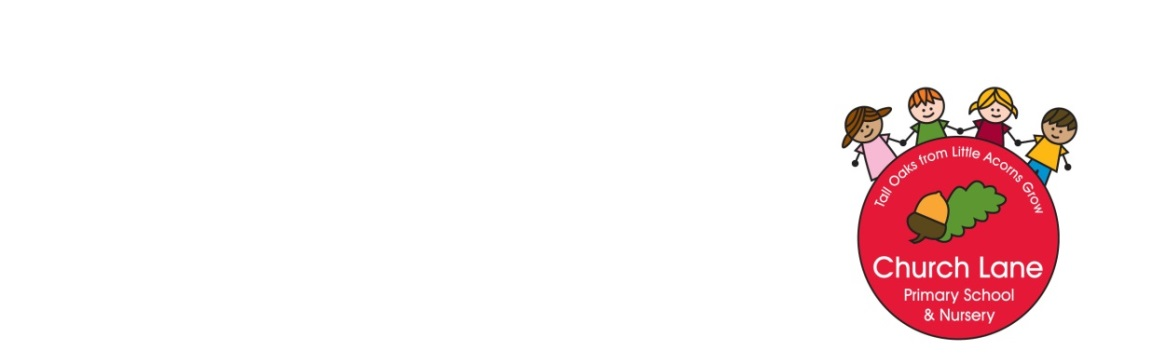 Tall Oaks from Little Acorns Grow
Church Lane
Primary School
& Nursery